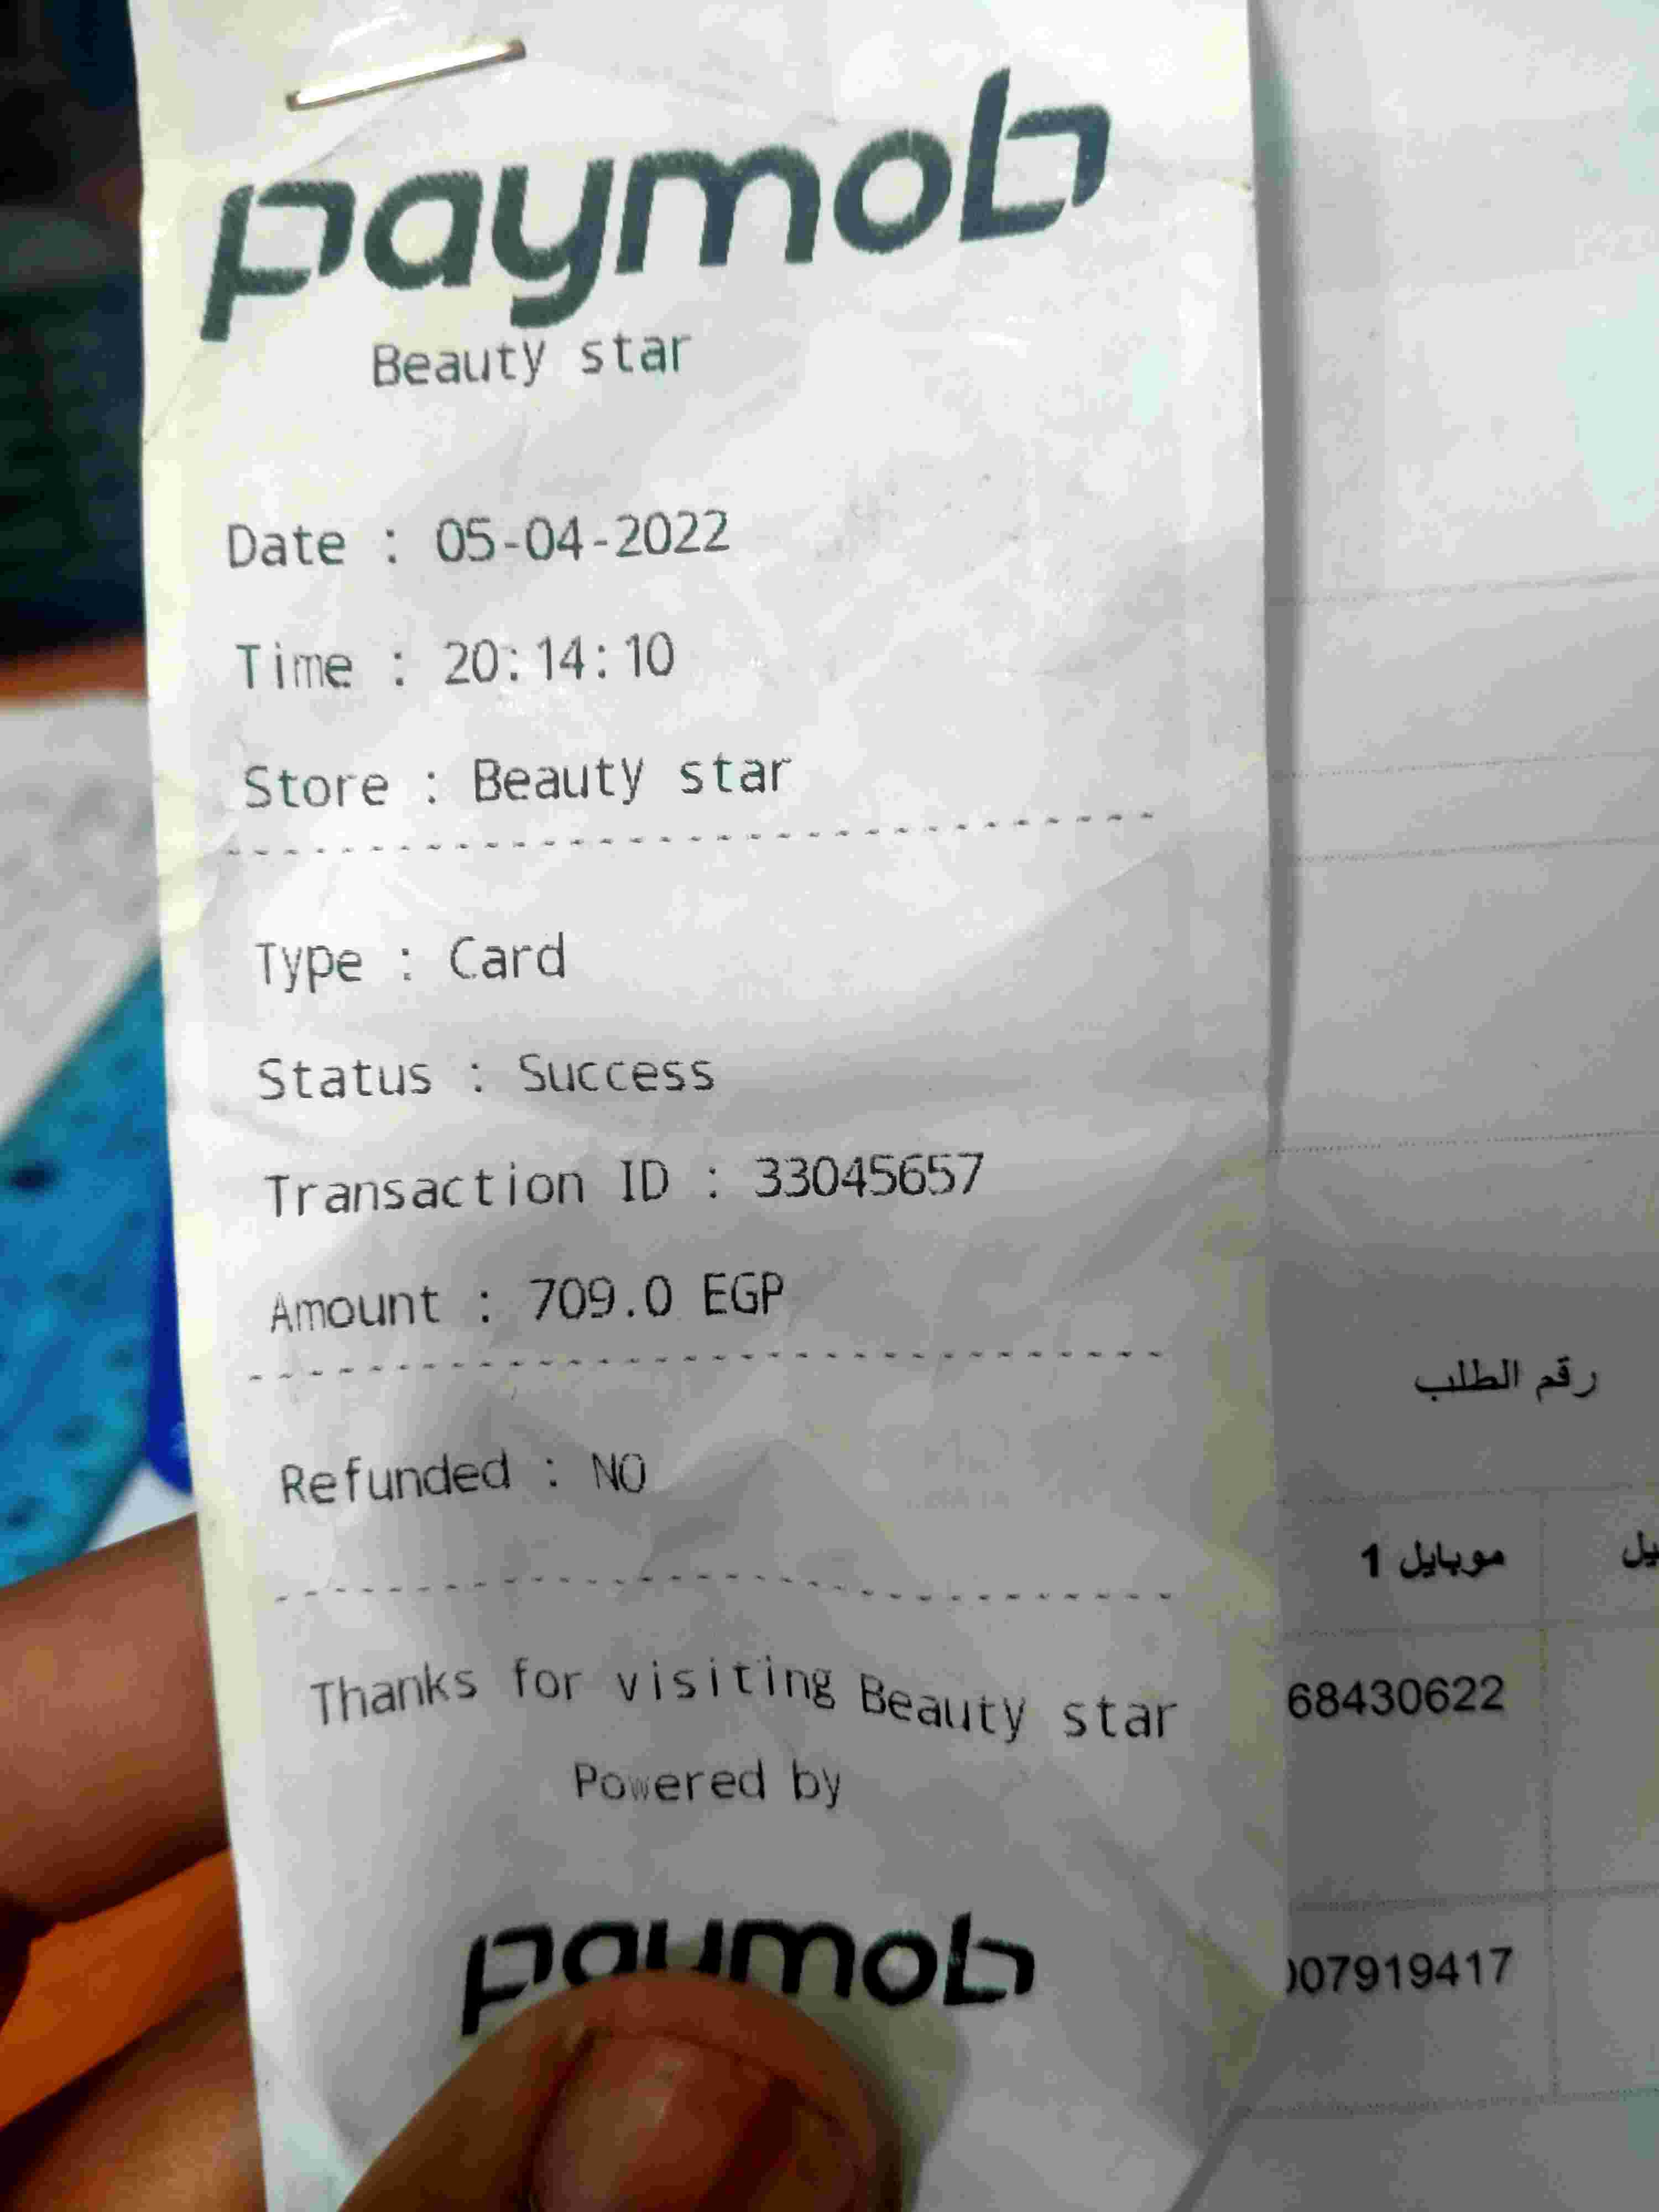 paymob
Beauty star
Date : 05-04-2022
Time : 20:14:10
Store : Beauty star
Type : Card
Status : Success
Transaction ID : 33045657
Amount : 709.0 EGP
Refunded : NO
Thanks for visiting Beauty star
Powered by
paymob
رقم الطلب
موبايل 1
68430622
07919417